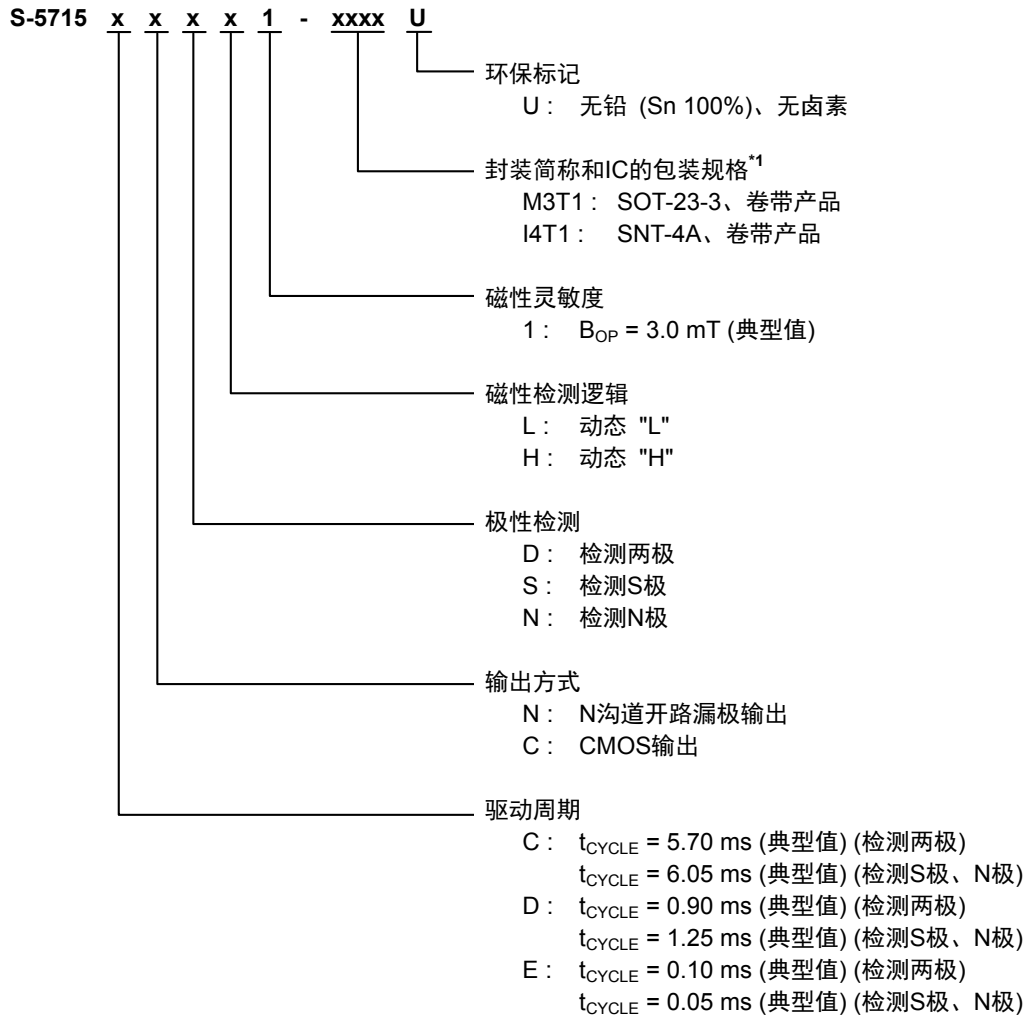 S-5715 x x x x 1 - xxxx U
环保标记
U : 无铅 (Sn 100%)、无卤素
封装简称和IC的包装规格*1
M3T1 : SOT-23-3、卷带产品
I4T1 : SNT-4A、卷带产品
磁性灵敏度
1 : BOP = 3.0 mT (典型值)
磁性检测逻辑
L : 动态 "L"
H : 动态 "H"
极性检测
D : 检测两极
S : 检测S极
N : 检测N极
输出方式
N : N沟道开路漏极输出
C : CMOS输出
驱动周期
C : tCYCLE = 5.70 ms (典型值) (检测两极)
tCYCLE = 6.05 ms (典型值) (检测S极、N极)
D : tCYCLE = 0.90 ms (典型值) (检测两极)
tCYCLE = 1.25 ms (典型值) (检测S极、N极)
E : tCYCLE = 0.10 ms (典型值) (检测两极)
tCYCLE = 0.05 ms (典型值) (检测S极、N极)